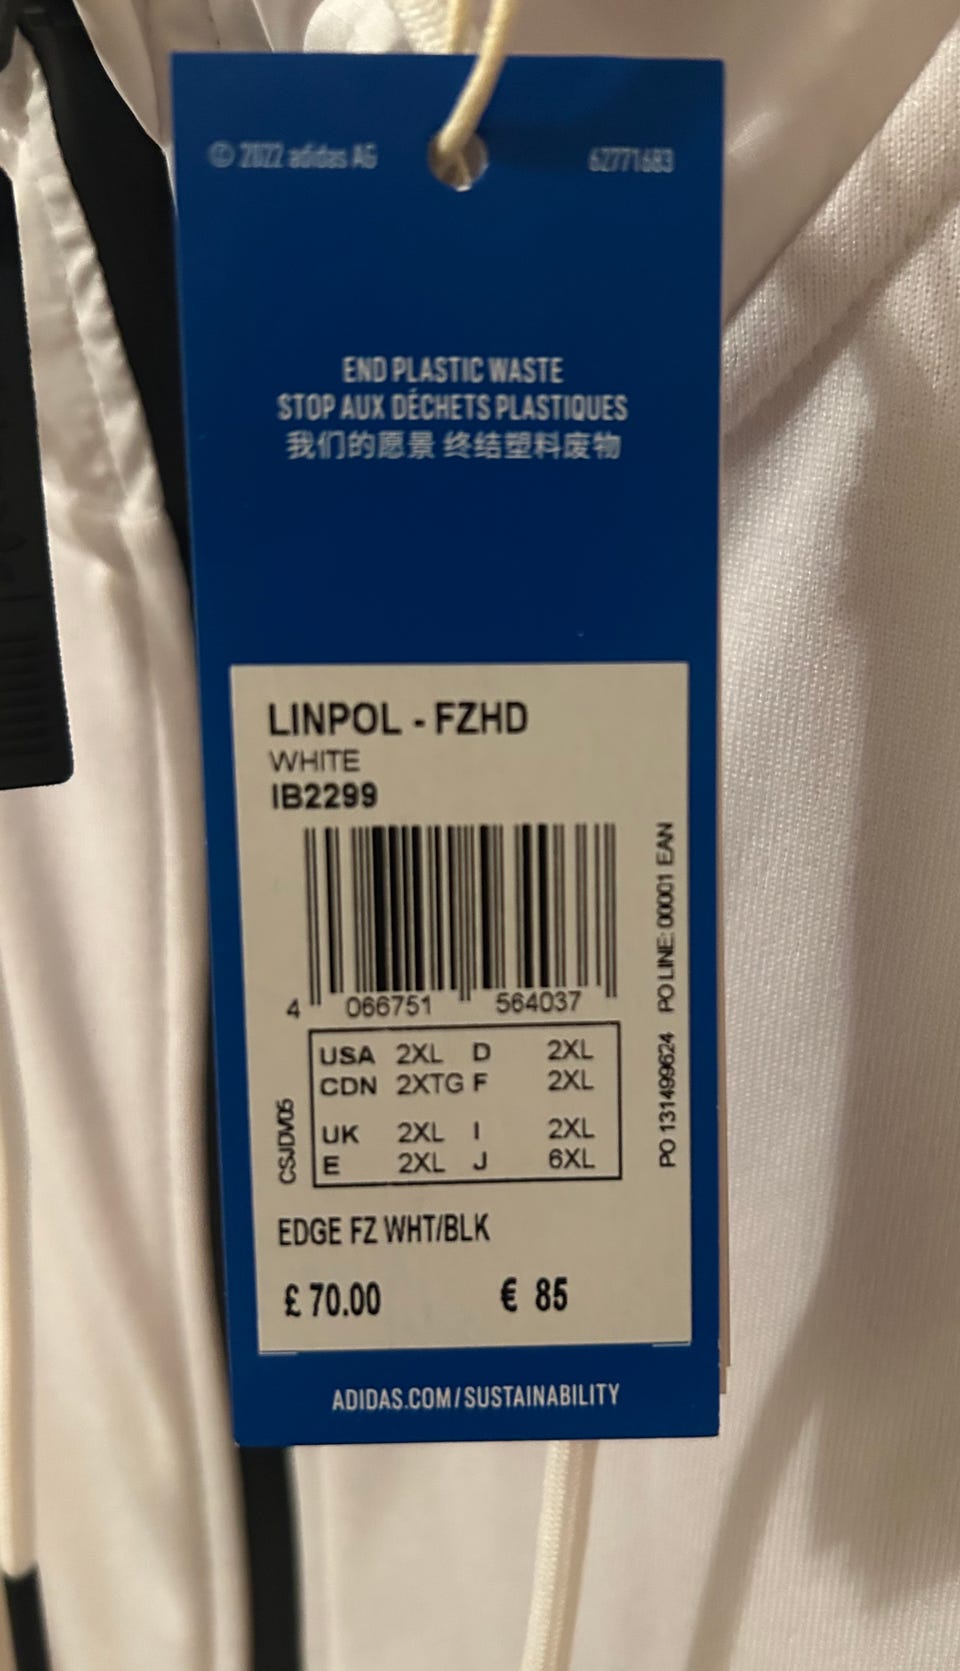 © 2022 adidas AG 62771683
END PLASTIC WASTE
STOP AUX DÉCHETS PLASTIQUES
我们的愿景 终结塑料废物
LINPOL - FZHD
WHITE
IB2299
4 066751 564037
PO 131499624 PO LINE: 00001 EAN
CSJDV05
USA 2XL D 2XL
CDN 2XTG F 2XL
UK 2XL I 2XL
E 2XL J 6XL
EDGE FZ WHT/BLK
£ 70.00 € 85
ADIDAS.COM/SUSTAINABILITY